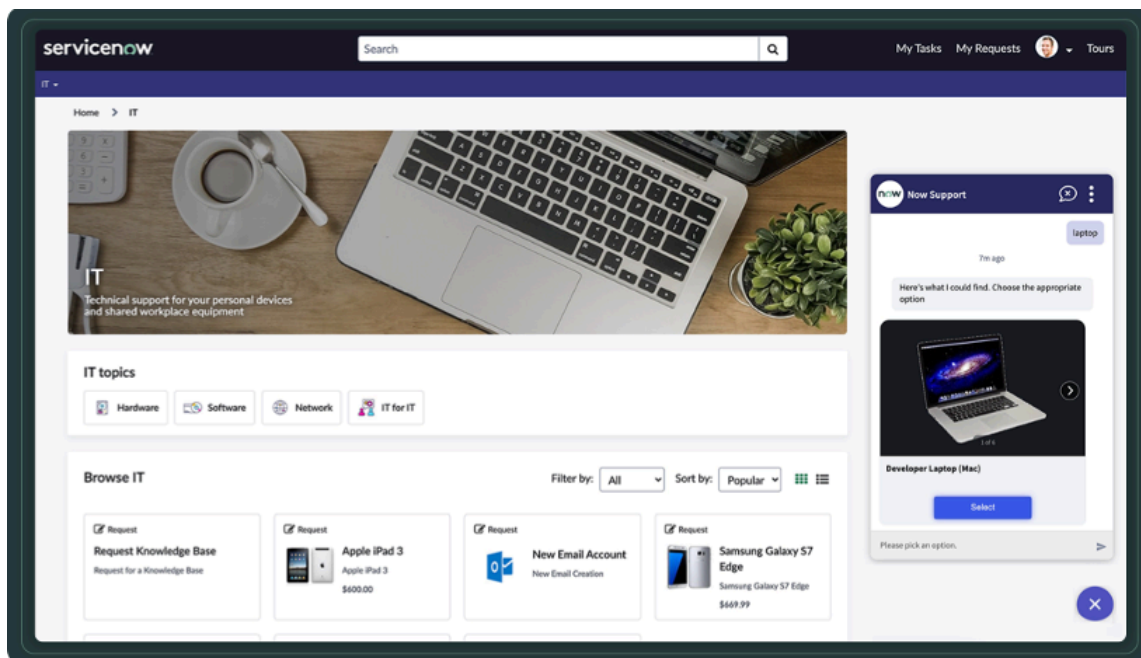 servicenow
Search
My Tasks
My Requests
Tours
IT
Home > IT
IT
Technical support for your personal devices
and shared workplace equipment
IT topics
Hardware
Software
Network
IT for IT
Browse IT
Filter by:
All
Sort by:
Popular
Request
Request Knowledge Base
Request for a Knowledge Base
Request
Apple iPad 3
Apple iPad 3
$600.00
Request
New Email Account
New Email Creation
Request
Samsung Galaxy S7
Edge
Samsung Galaxy S7 Edge
$669.99
now
Now Support
laptop
7m ago
Here's what I could find. Choose the appropriate
option
1 of 6
Developer Laptop (Mac)
Select
Please pick an option.